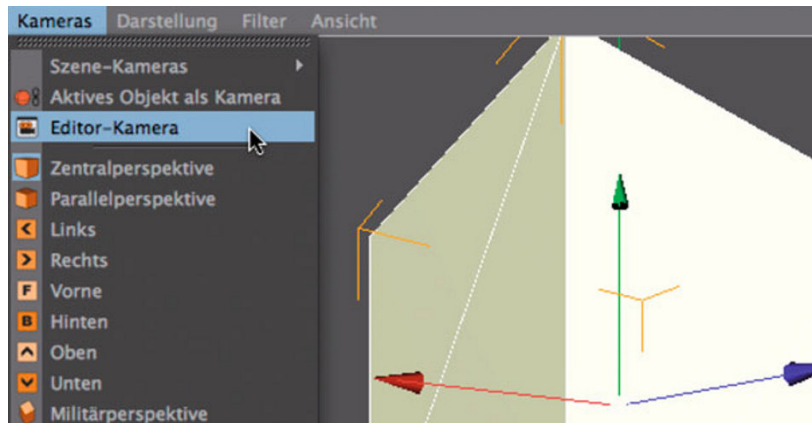 Kameras Darstellung Filter Ansicht
Szene-Kameras
Aktives Objekt als Kamera
Editor-Kamera
Zentralperspektive
Parallelperspektive
Links
Rechts
F Vorne
B Hinten
Oben
Unten
Militärperspektive